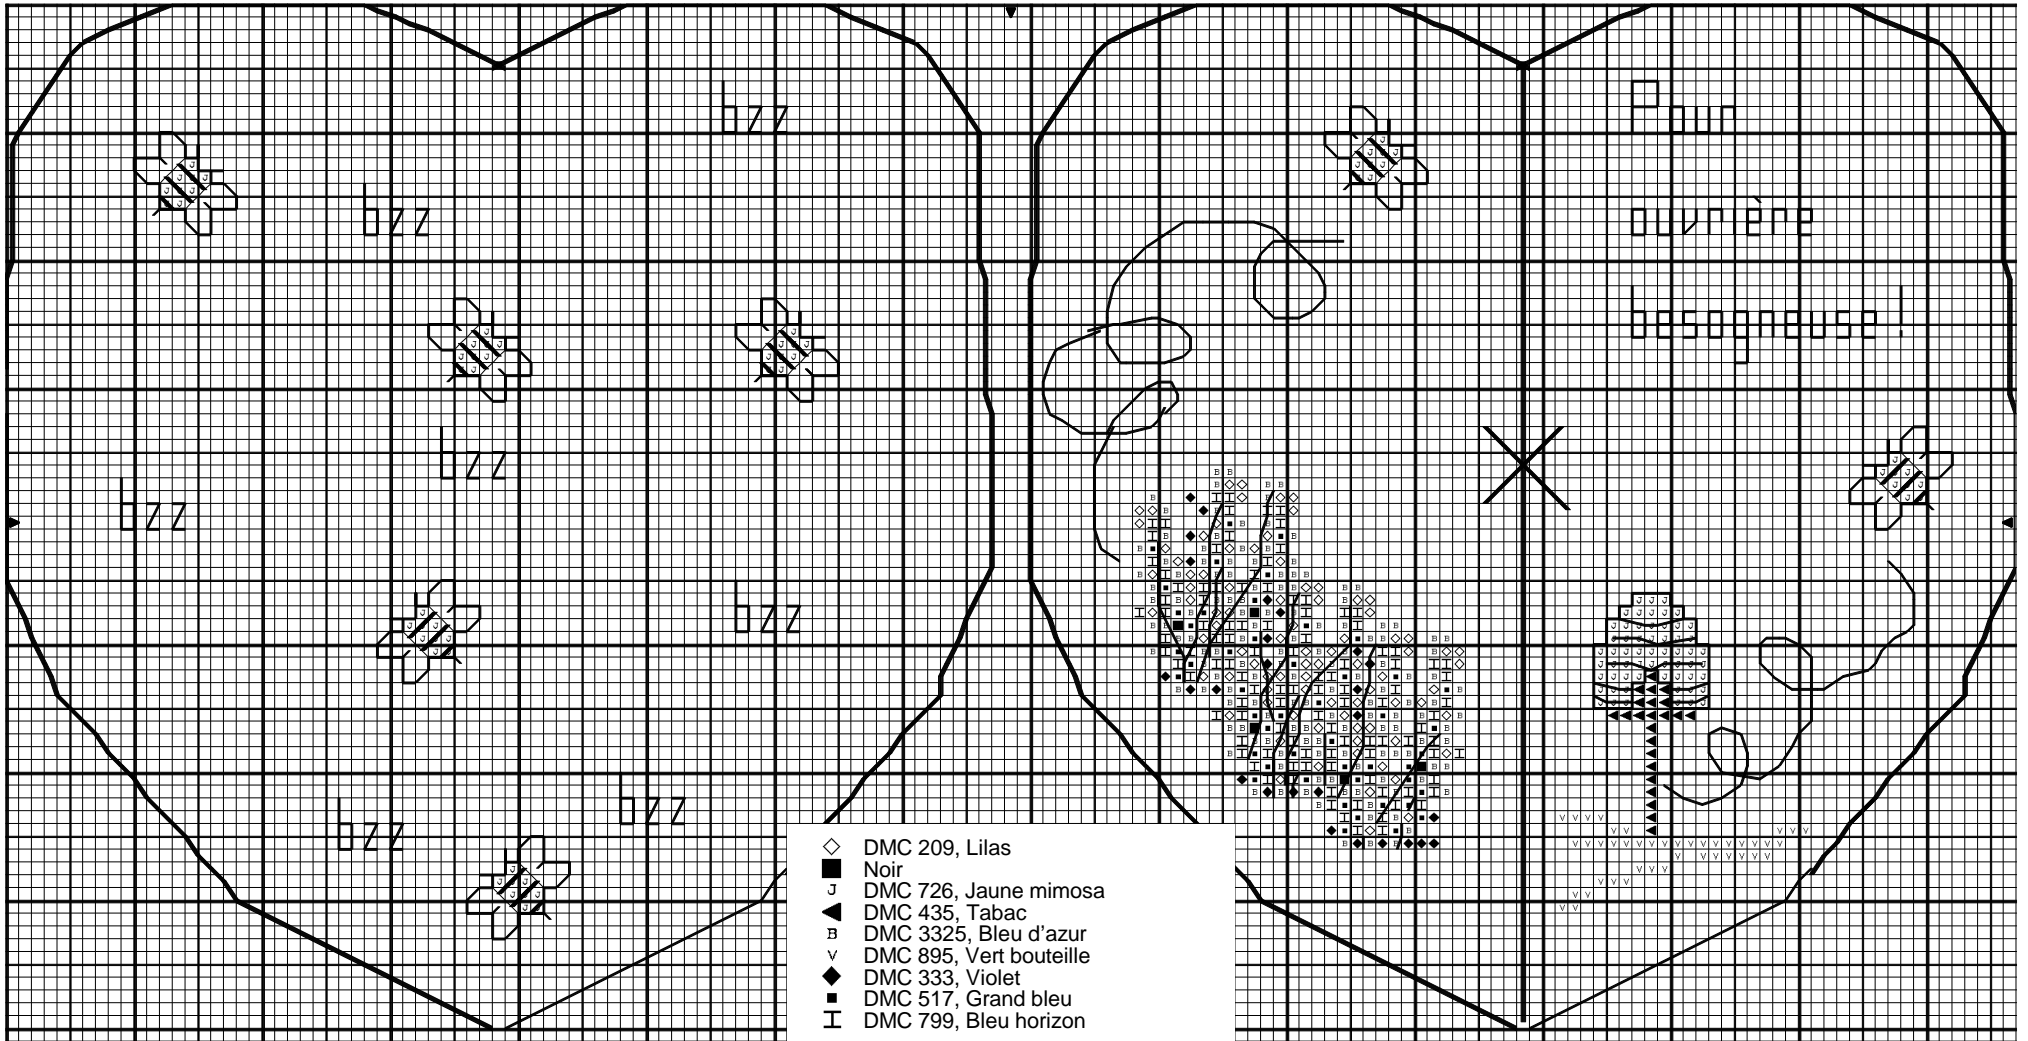 bzz
bzz
bzz
bzz
bzz
bzz
bzz
Pour
ouvrière
besogneuse !
DMC 209, Lilas
Noir
J DMC 726, Jaune mimosa
DMC 435, Tabac
B DMC 3325, Bleu d'azur
V DMC 895, Vert bouteille
DMC 333, Violet
DMC 517, Grand bleu
I DMC 799, Bleu horizon